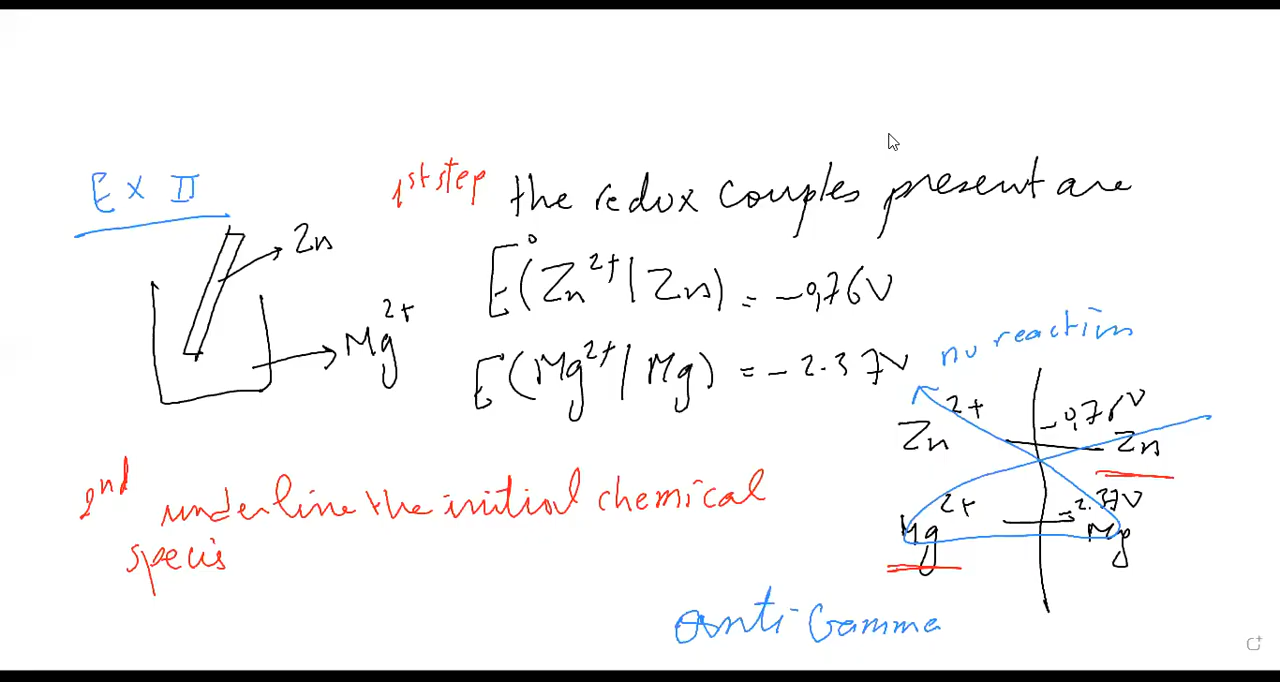 Ex II
1st step the redox couples present are
Zn
E°(Zn2+/Zn) = -0,76V
Mg2+
E(Mg2+/Mg) = -2.37V
no reaction
-0,76V
Zn2+ Zn
-2.37V
Mg2+ Mg
2nd underline the initial chemical
specis
anti Gamma